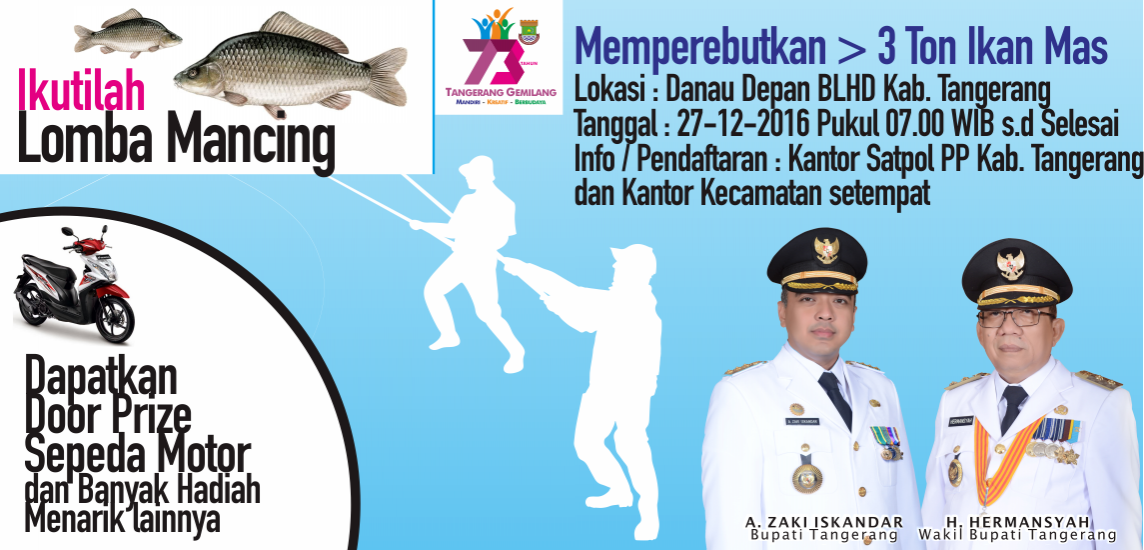 Ikutilah
Lomba Mancing
73
TAHUN
TANGERANG GEMILANG
MANDIRI - KREATIF - BERBUDAYA
Memperebutkan > 3 Ton Ikan Mas
Lokasi : Danau Depan BLHD Kab. Tangerang
Tanggal : 27-12-2016 Pukul 07.00 WIB s.d Selesai
Info / Pendaftaran : Kantor Satpol PP Kab. Tangerang
dan Kantor Kecamatan setempat
Dapatkan
Door Prize
Sepeda Motor
dan Banyak Hadiah
Menarik lainnya
A. ZAKI ISKANDAR
Bupati Tangerang
H. HERMANSYAH
Wakil Bupati Tangerang